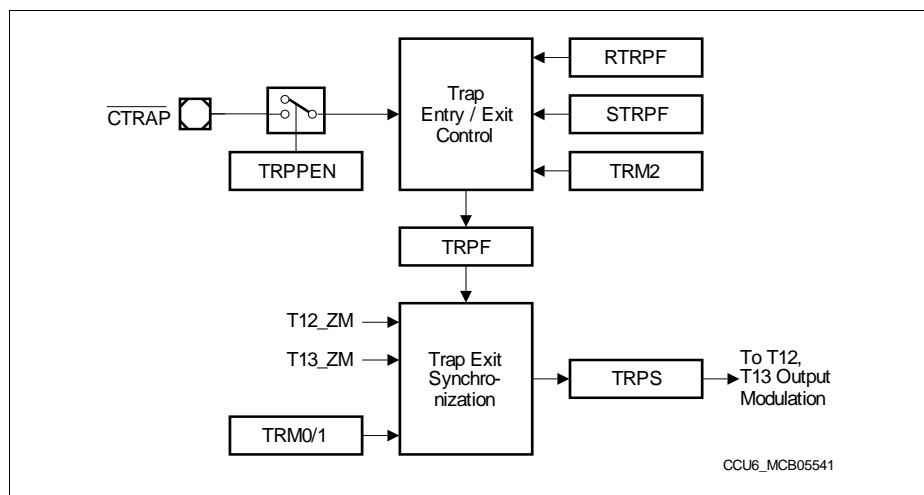 CTRAP
TRPPEN
Trap
Entry / Exit
Control
RTRPF
STRPF
TRM2
TRPF
T12_ZM
T13_ZM
TRM0/1
Trap Exit
Synchro-
nization
TRPS
To T12,
T13 Output
Modulation
CCU6_MCB05541